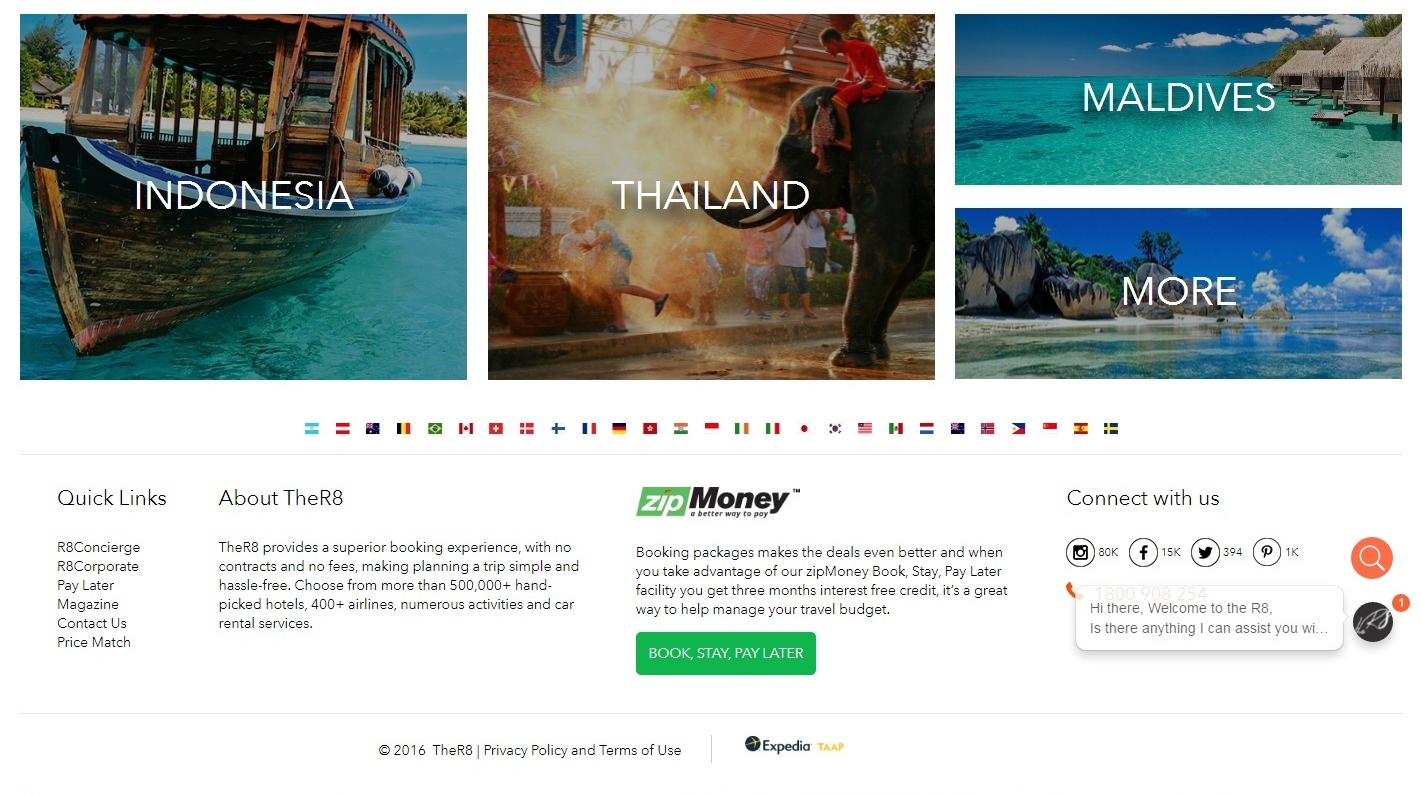 INDONESIA
THAILAND
MALDIVES
MORE
Quick Links
R8Concierge
R8Corporate
Pay Later
Magazine
Contact Us
Price Match
About TheR8
TheR8 provides a superior booking experience, with no
contracts and no fees, making planning a trip simple and
hassle-free. Choose from more than 500,000+ hand-
picked hotels, 400+ airlines, numerous activities and car
rental services.
zipMoney™
a better way to pay
Booking packages makes the deals even better and when
you take advantage of our zipMoney Book, Stay, Pay Later
facility you get three months interest free credit, it's a great
way to help manage your travel budget.
BOOK, STAY, PAY LATER
Connect with us
80K 15K 394 1K
1800 908 254
Hi there, Welcome to the R8,
Is there anything I can assist you wi...
1
R8
© 2016 TheR8 | Privacy Policy and Terms of Use
Expedia TAAP